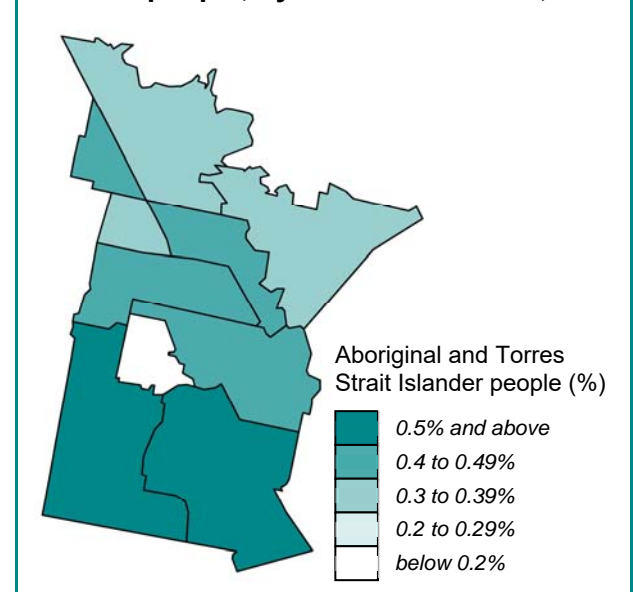 Aboriginal and Torres
Strait Islander people (%)
0.5% and above
0.4 to 0.49%
0.3 to 0.39%
0.2 to 0.29%
below 0.2%